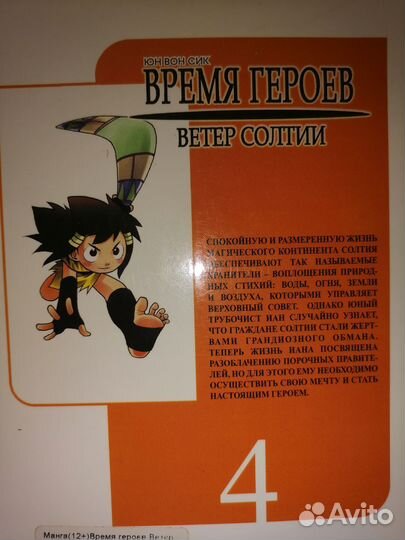 ЮН ВОН СИК
ВРЕМЯ ГЕРОЕВ
ВЕТЕР СОЛТИИ
СПОКОЙНУЮ И РАЗМЕРЕННУЮ ЖИЗНЬ
МАГИЧЕСКОГО КОНТИНЕНТА СОЛТИЯ
ОБЕСПЕЧИВАЮТ ТАК НАЗЫВАЕМЫЕ
ХРАНИТЕЛИ – ВОПЛОЩЕНИЯ ПРИРОД-
НЫХ СТИХИЙ: ВОДЫ, ОГНЯ, ЗЕМЛИ
И ВОЗДУХА, КОТОРЫМИ УПРАВЛЯЕТ
ВЕРХОВНЫЙ СОВЕТ. ОДНАКО ЮНЫЙ
ТРУБОЧИСТ ИАН СЛУЧАЙНО УЗНАЕТ,
ЧТО ГРАЖДАНЕ СОЛТИИ СТАЛИ ЖЕРТ-
ВАМИ ГРАНДИОЗНОГО ОБМАНА.
ТЕПЕРЬ ЖИЗНЬ ИАНА ПОСВЯЩЕНА
РАЗОБЛАЧЕНИЮ ПОРОЧНЫХ ПРАВИТЕ-
ЛЕЙ, НО ДЛЯ ЭТОГО ЕМУ НЕОБХОДИМО
ОСУЩЕСТВИТЬ СВОЮ МЕЧТУ И СТАТЬ
НАСТОЯЩИМ ГЕРОЕМ.
4
Манга(12+)Время героев Ветер
Avito